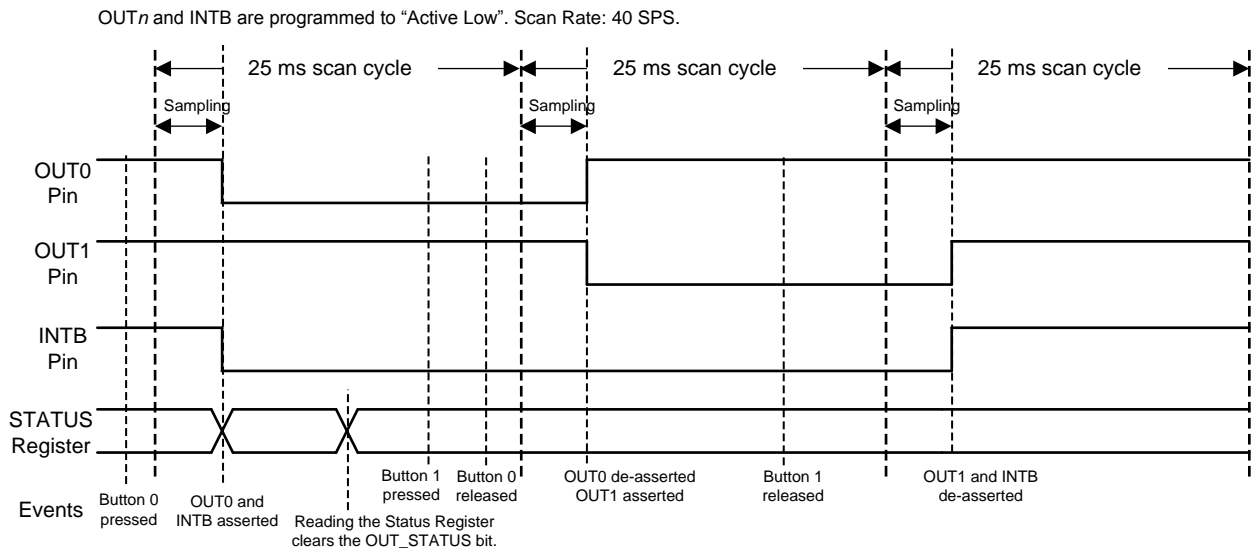 OUTn and INTB are programmed to “Active Low”. Scan Rate: 40 SPS.
25 ms scan cycle
25 ms scan cycle
25 ms scan cycle
Sampling
Sampling
Sampling
OUT0
Pin
OUT1
Pin
INTB
Pin
STATUS
Register
Events
Button 0
pressed
OUT0 and
INTB asserted
Reading the Status Register
clears the OUT_STATUS bit.
Button 1
pressed
Button 0
released
OUT0 de-asserted
OUT1 asserted
Button 1
released
OUT1 and INTB
de-asserted